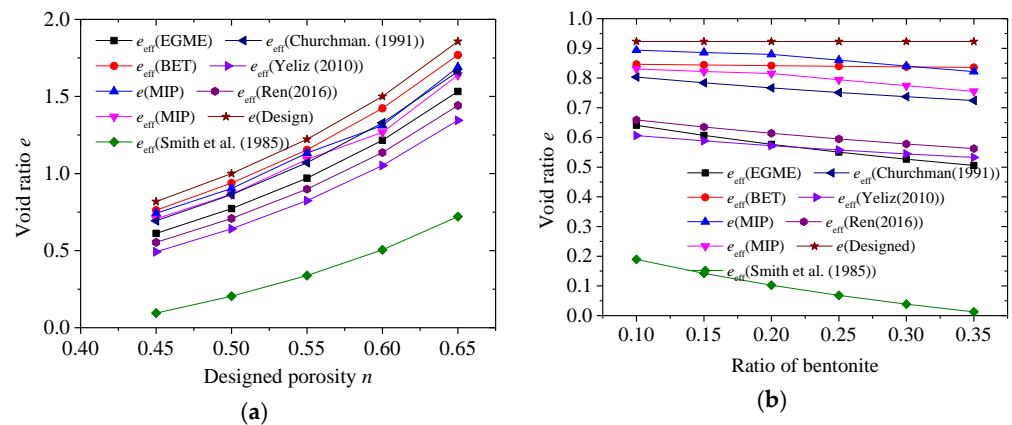 (a)
e_eff(EGME) e_eff(Churchman. (1991))
e_eff(BET) e_eff(Yeliz (2010))
e(MIP) e_eff(Ren(2016))
e_eff(MIP) e(Design)
e_eff(Smith et al. (1985))
Void ratio e
2.0
1.5
1.0
0.5
0.0
0.40 0.45 0.50 0.55 0.60 0.65
Designed porosity n
(b)
1.0
0.9
0.8
0.7
0.6
0.5
0.4
0.3
0.2
0.1
0.0
Void ratio e
e_eff(EGME) e_eff(Churchman(1991))
e_eff(BET) e_eff(Yeliz(2010))
e(MIP) e_eff(Ren(2016))
e_eff(MIP) e(Designed)
e_eff(Smith et al. (1985))
0.10 0.15 0.20 0.25 0.30 0.35
Ratio of bentonite